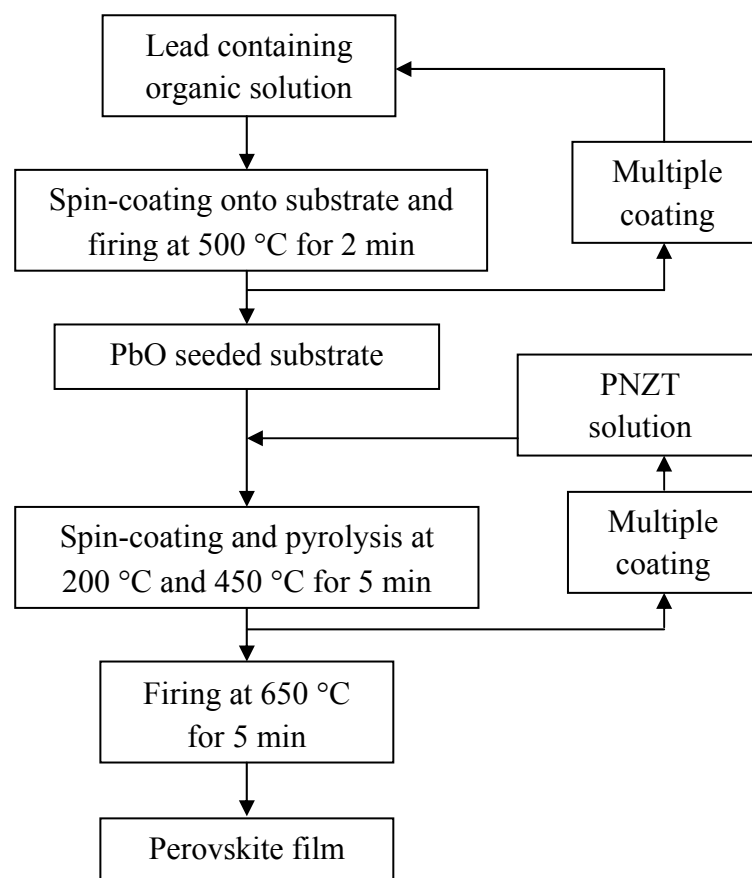 Lead containing
organic solution
Multiple
coating
Spin-coating onto substrate and
firing at 500 °C for 2 min
PbO seeded substrate
PNZT
solution
Spin-coating and pyrolysis at
200 °C and 450 °C for 5 min
Multiple
coating
Firing at 650 °C
for 5 min
Perovskite film